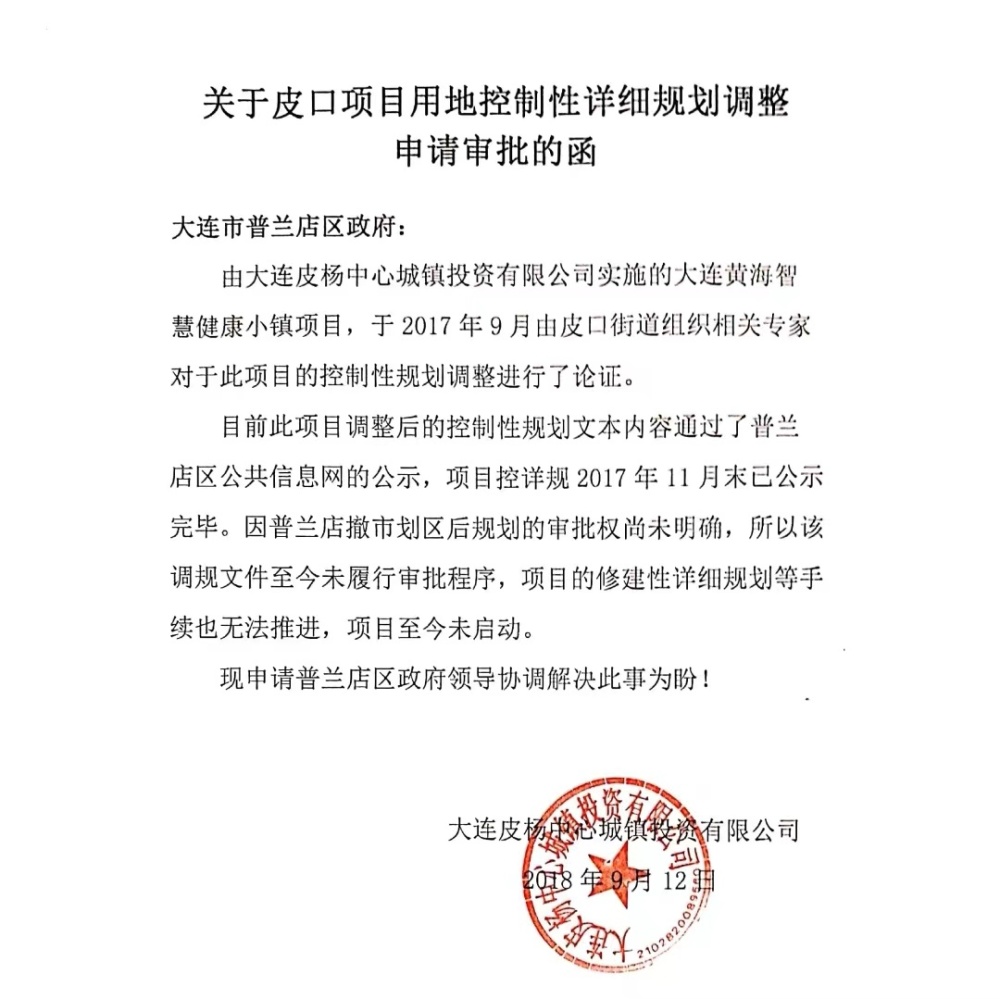 关于皮口项目用地控制性详细规划调整
申请审批的函
大连市普兰店区政府：
由大连皮杨中心城镇投资有限公司实施的大连黄海智
慧健康小镇项目，于 2017 年 9 月由皮口街道组织相关专家
对于此项目的控制性规划调整进行了论证。
目前此项目调整后的控制性规划文本内容通过了普兰
店区公共信息网的公示，项目控详规 2017 年 11 月末已公示
完毕。因普兰店撤市划区后规划的审批权尚未明确，所以该
调规文件至今未履行审批程序，项目的修建性详细规划等手
续也无法推进，项目至今未启动。
现申请普兰店区政府领导协调解决此事为盼！
大连皮杨中心城镇投资有限公司
2018 年 9 月 12 日
大连皮杨中心城镇投资有限公司